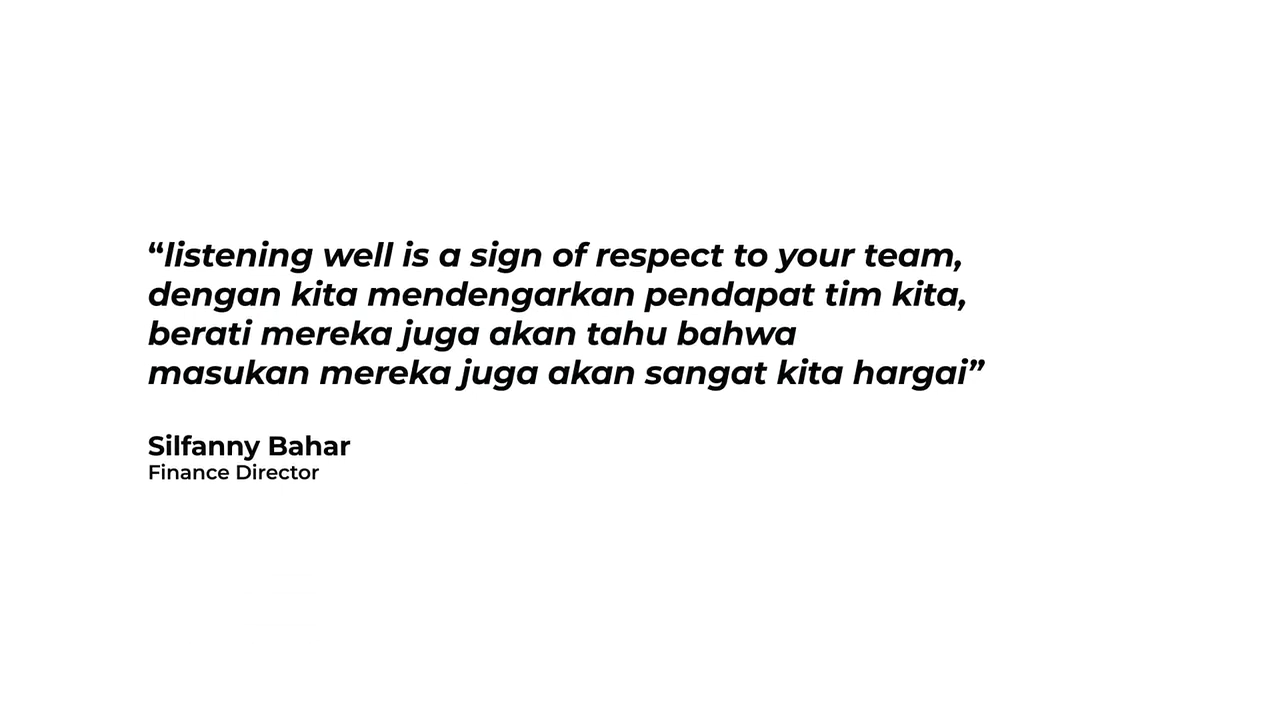 “listening well is a sign of respect to your team,
dengan kita mendengarkan pendapat tim kita,
berati mereka juga akan tahu bahwa
masukan mereka juga akan sangat kita hargai”
Silfanny Bahar
Finance Director